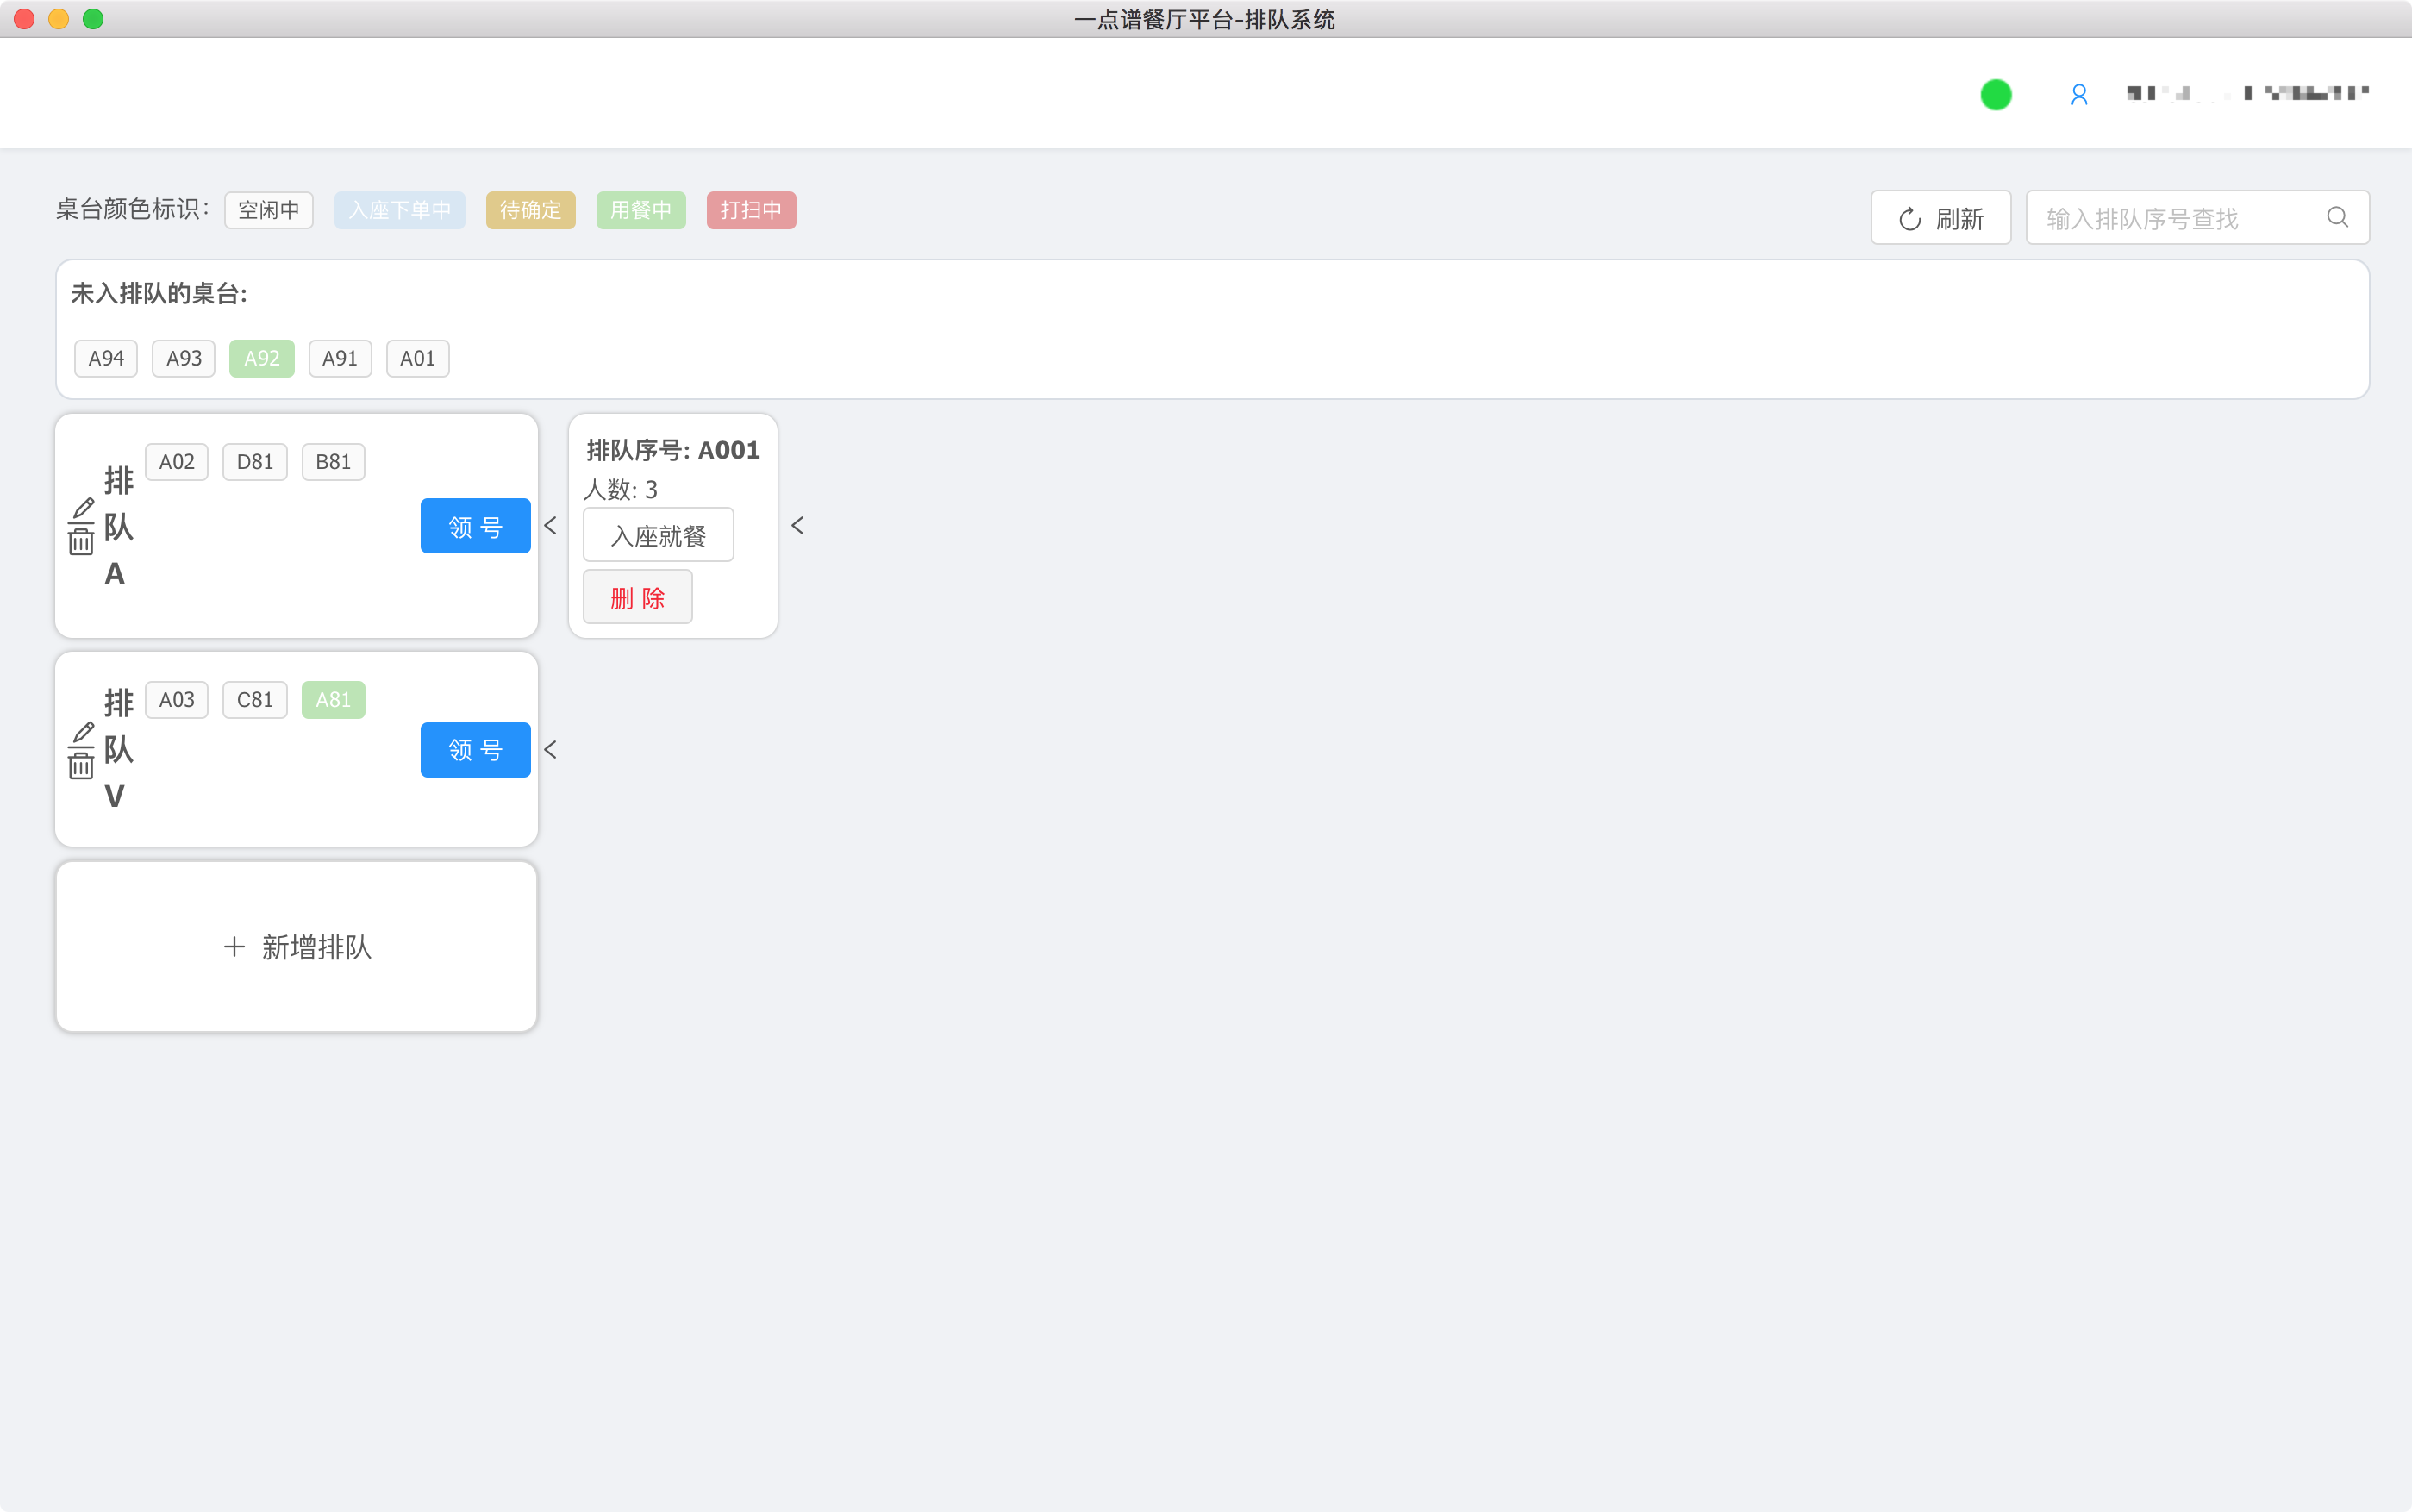 一点谱餐厅平台-排队系统
桌台颜色标识: 空闲中 入座下单中 待确定 用餐中 打扫中 刷新 输入排队序号查找
未入排队的桌台:
A94 A93 A92 A91 A01
排队A
A02 D81 B81
领 号
排队序号: A001
人数: 3
入座就餐
删 除
排队V
A03 C81 A81
领 号
新增排队